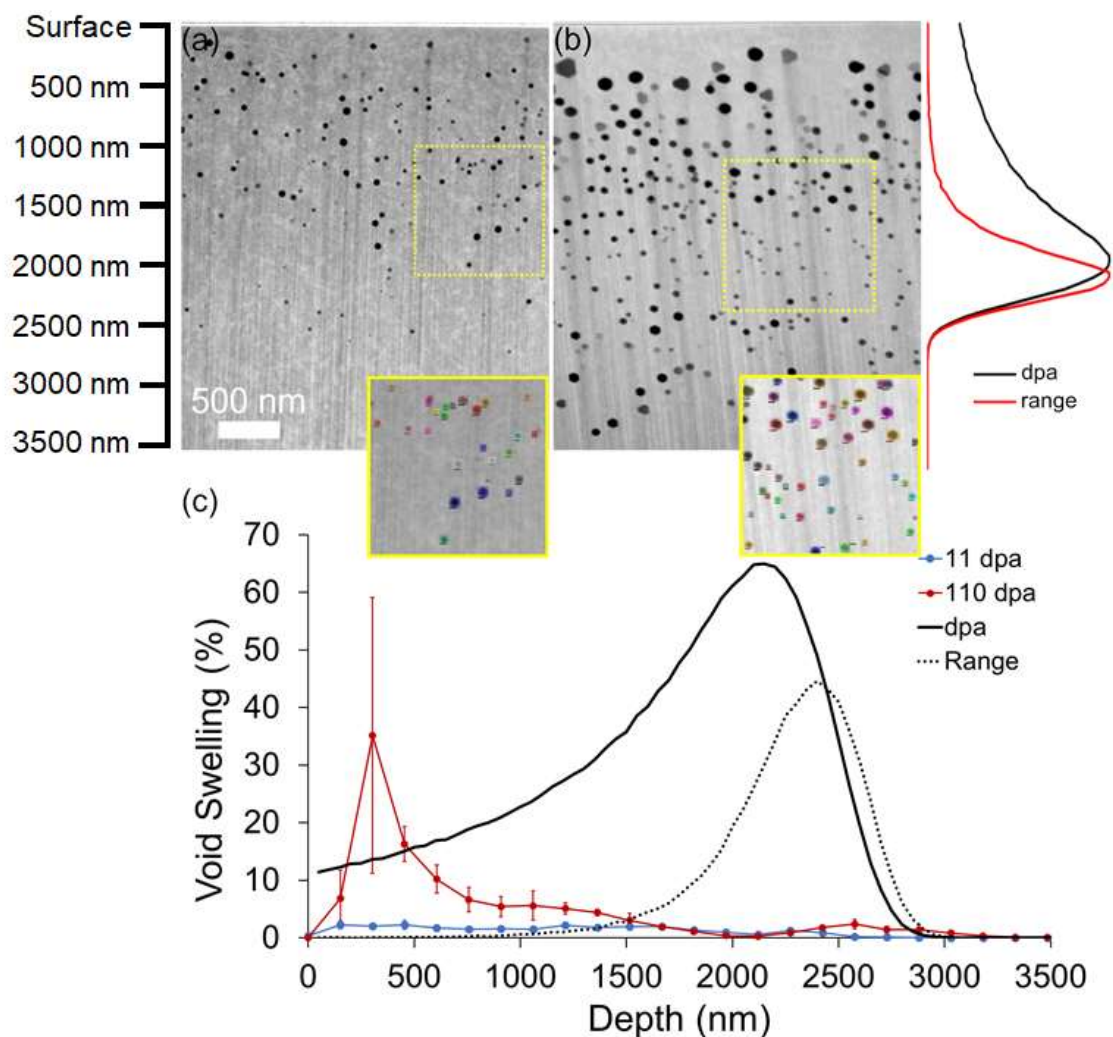 Surface
500 nm
1000 nm
1500 nm
2000 nm
2500 nm
3000 nm
3500 nm
(a)
500 nm
(b)
dpa
range
(c)
Void Swelling (%)
70
60
50
40
30
20
10
0
11 dpa
110 dpa
dpa
Range
0 500 1000 1500 2000 2500 3000 3500
Depth (nm)